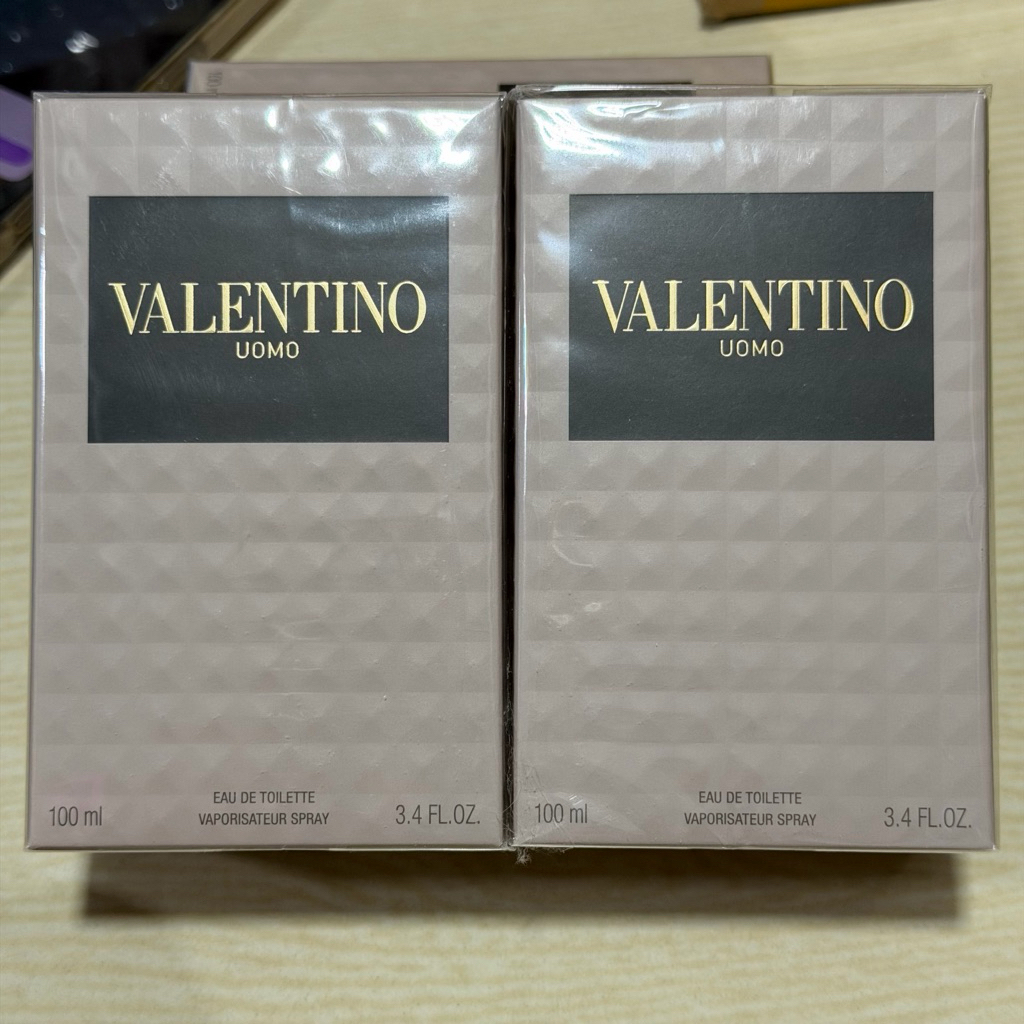 VALENTINO
UOMO
EAU DE TOILETTE
100 ml VAPORISATEUR SPRAY 3.4 FL.OZ.
VALENTINO
UOMO
EAU DE TOILETTE
100 ml VAPORISATEUR SPRAY 3.4 FL.OZ.